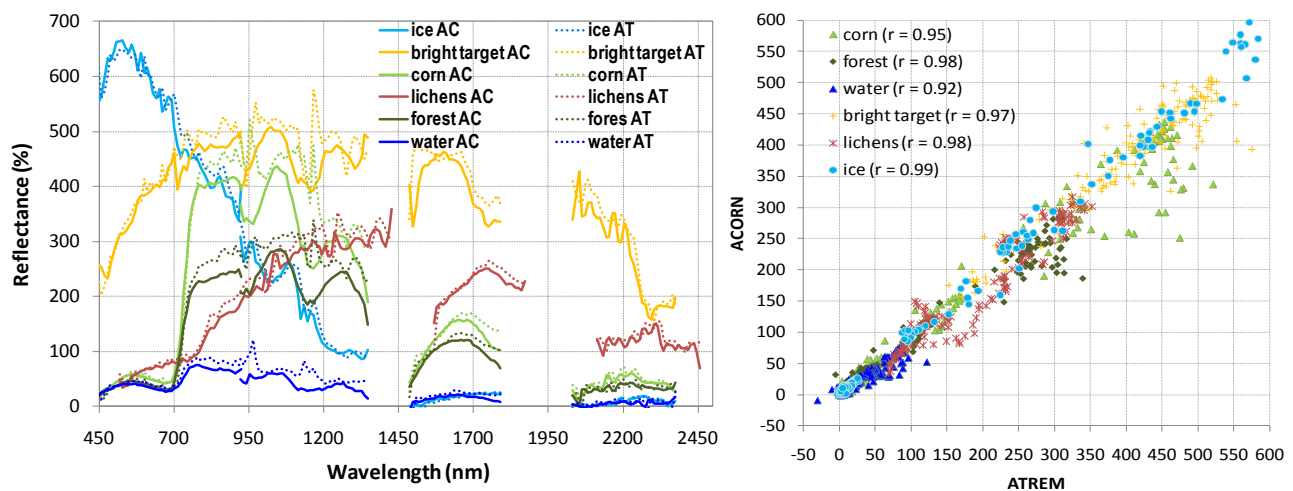 700
600
500
400
300
200
100
0
Reflectance (%)
450 700 950 1200 1450 1700 1950 2200 2450
Wavelength (nm)
ice AC ice AT
bright target AC bright target AT
corn AC corn AT
lichens AC lichens AT
forest AC fores AT
water AC water AT
600
550
500
450
400
350
300
250
200
150
100
50
0
-50
ACORN
-50 0 50 100 150 200 250 300 350 400 450 500 550 600
ATREM
corn (r = 0.95)
forest (r = 0.98)
water (r = 0.92)
bright target (r = 0.97)
lichens (r = 0.98)
ice (r = 0.99)